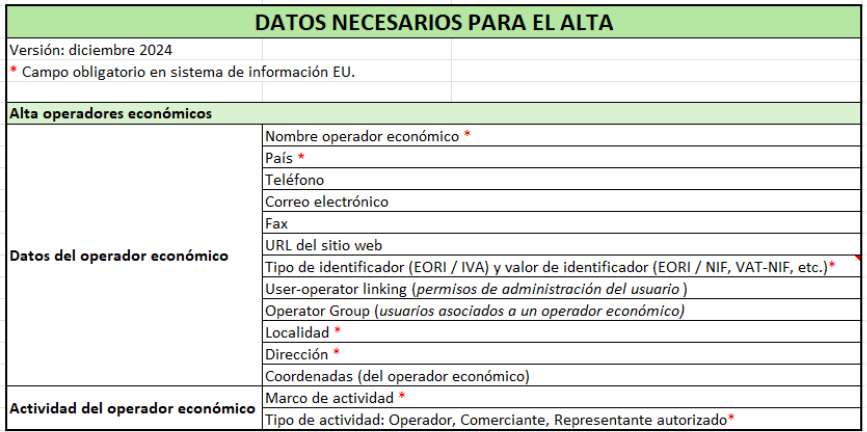 DATOS NECESARIOS PARA EL ALTA
Versión: diciembre 2024
* Campo obligatorio en sistema de información EU.
Alta operadores económicos
Datos del operador económico
Nombre operador económico *
País *
Teléfono
Correo electrónico
Fax
URL del sitio web
Tipo de identificador (EORI / IVA) y valor de identificador (EORI / NIF, VAT-NIF, etc.)*
User-operator linking (permisos de administración del usuario )
Operator Group (usuarios asociados a un operador económico)
Localidad *
Dirección *
Coordenadas (del operador económico)
Actividad del operador económico
Marco de actividad *
Tipo de actividad: Operador, Comerciante, Representante autorizado*